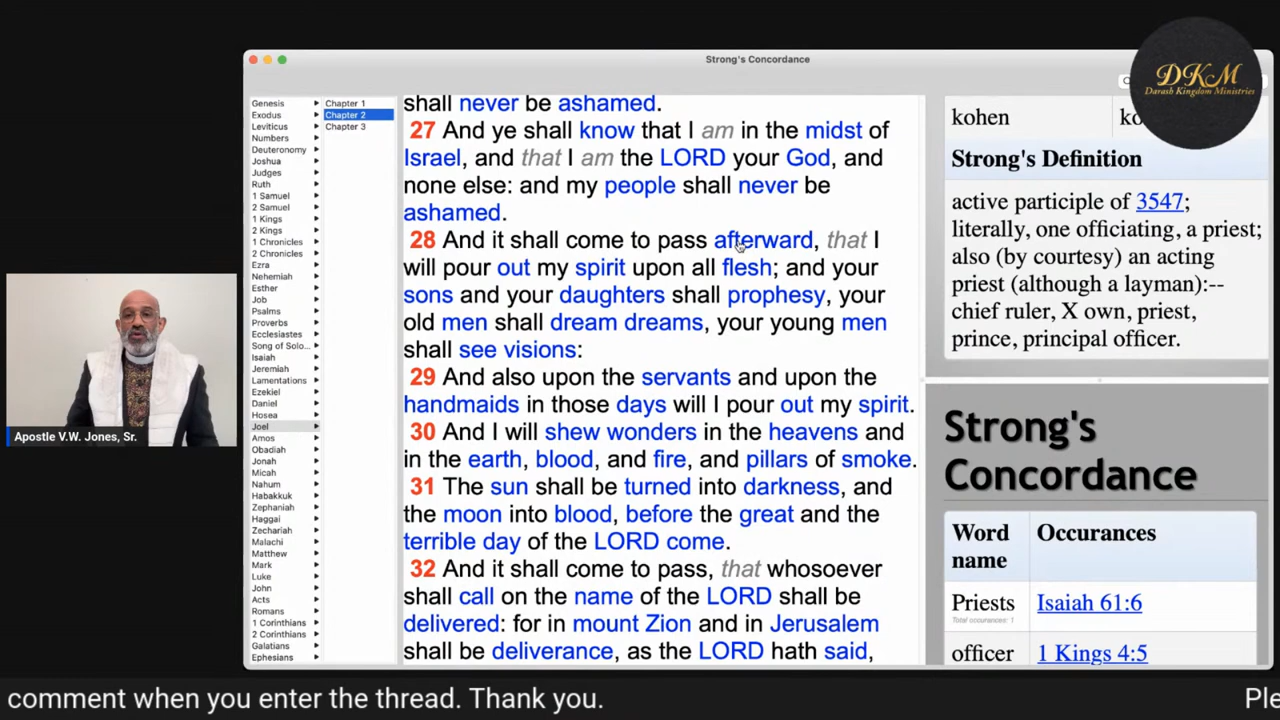 Strong's Concordance
DKM
Darash Kingdom Ministries
Genesis
Exodus
Leviticus
Numbers
Deuteronomy
Joshua
Judges
Ruth
1 Samuel
2 Samuel
1 Kings
2 Kings
1 Chronicles
2 Chronicles
Ezra
Nehemiah
Esther
Job
Psalms
Proverbs
Ecclesiastes
Song of Solo...
Isaiah
Jeremiah
Lamentations
Ezekiel
Daniel
Hosea
Joel
Amos
Obadiah
Jonah
Micah
Nahum
Habakkuk
Zephaniah
Haggai
Zechariah
Malachi
Matthew
Mark
Luke
John
Acts
Romans
1 Corinthians
2 Corinthians
Galatians
Ephesians
Chapter 1
Chapter 2
Chapter 3
shall never be ashamed.
27 And ye shall know that I am in the midst of
Israel, and that I am the LORD your God, and
none else: and my people shall never be
ashamed.
28 And it shall come to pass afterward, that I
will pour out my spirit upon all flesh; and your
sons and your daughters shall prophesy, your
old men shall dream dreams, your young men
shall see visions:
29 And also upon the servants and upon the
handmaids in those days will I pour out my spirit.
30 And I will shew wonders in the heavens and
in the earth, blood, and fire, and pillars of smoke.
31 The sun shall be turned into darkness, and
the moon into blood, before the great and the
terrible day of the LORD come.
32 And it shall come to pass, that whosoever
shall call on the name of the LORD shall be
delivered: for in mount Zion and in Jerusalem
shall be deliverance, as the LORD hath said,
kohen
Strong's Definition
active participle of 3547;
literally, one officiating, a priest;
also (by courtesy) an acting
priest (although a layman):--
chief ruler, X own, priest,
prince, principal officer.
Strong's
Concordance
Word name Occurances
Priests Isaiah 61:6
Total occurances: 1
officer 1 Kings 4:5
Apostle V.W. Jones, Sr.
comment when you enter the thread. Thank you. Ple